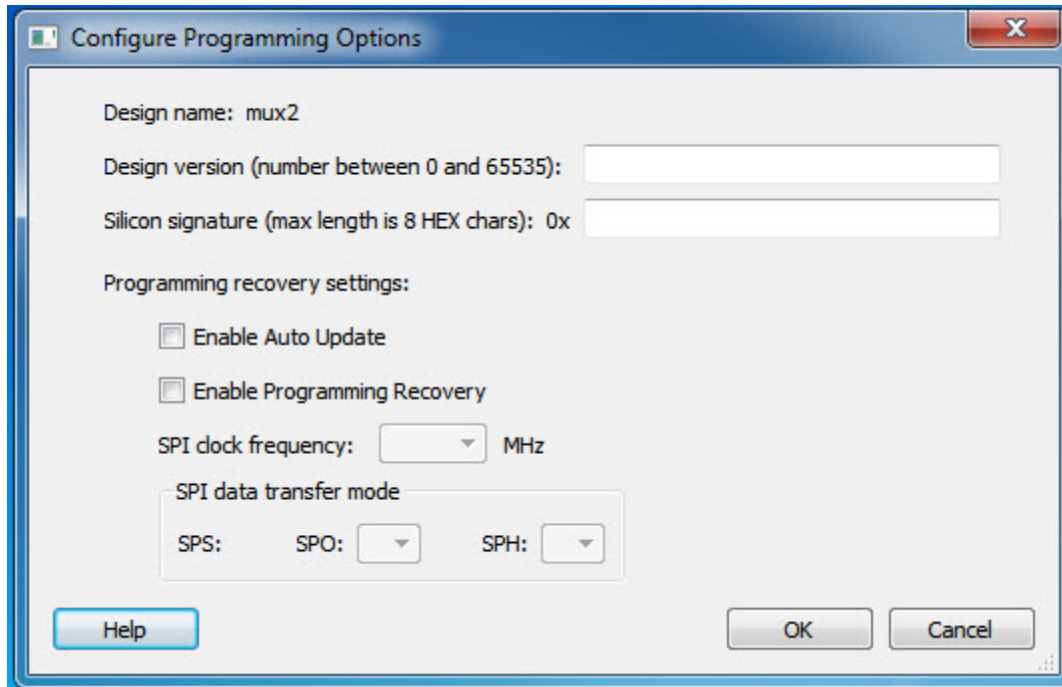 Configure Programming Options
Design name: mux2
Design version (number between 0 and 65535):
Silicon signature (max length is 8 HEX chars): 0x
Programming recovery settings:
Enable Auto Update
Enable Programming Recovery
SPI clock frequency: MHz
SPI data transfer mode
SPS: SPO: SPH:
Help OK Cancel